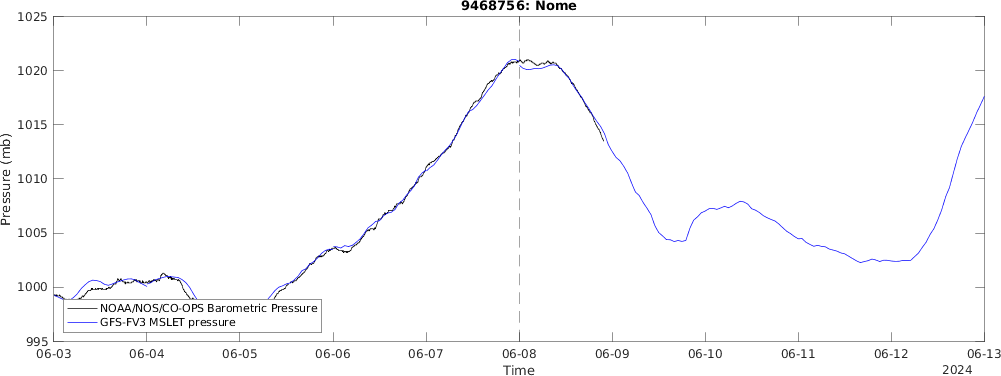 9468756: Nome
1025
1020
1015
1010
1005
1000
995
Pressure (mb)
NOAA/NOS/CO-OPS Barometric Pressure
GFS-FV3 MSLET pressure
06-03 06-04 06-05 06-06 06-07 06-08 06-09 06-10 06-11 06-12 06-13
Time
2024